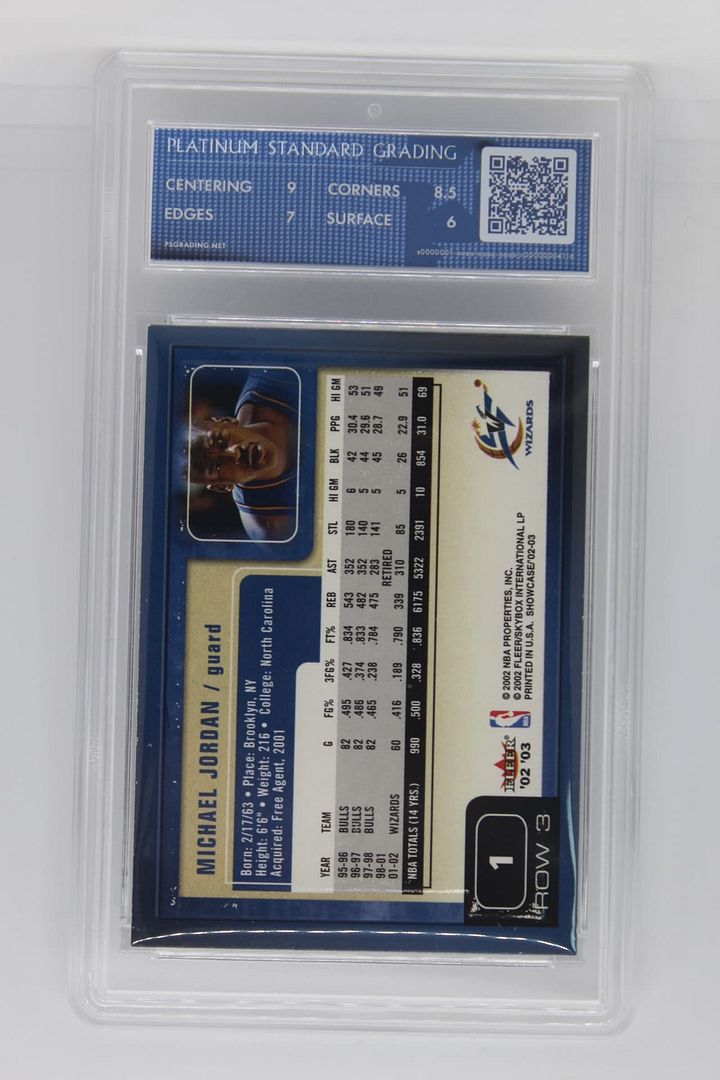 PLATINUM STANDARD GRADING
CENTERING 9 CORNERS 8.5
EDGES 7 SURFACE 6
PSGRADING.NET
MICHAEL JORDAN / guard
Born: 2/17/63 • Place: Brooklyn, NY
Height: 6'6" • Weight: 216 • College: North Carolina
Acquired: Free Agent, 2001
YEAR TEAM G FG% 3FG% FT% REB AST STL HI GM BLK PPG HI GM
95-96 BULLS 82 .495 .427 .834 543 352 180 6 42 30.4 53
96-97 BULLS 82 .486 .374 .833 482 352 140 5 44 29.6 51
97-98 BULLS 82 .465 .238 .784 475 283 141 5 45 28.7 49
98-01 RETIRED
01-02 WIZARDS 60 .416 .189 .790 339 310 85 5 26 22.9 51
NBA TOTALS (14 YRS.) 990 .500 .328 .836 6175 5322 2391 10 854 31.0 69
1
ROW 3
FLEER®
'02 '03
NBA
© 2002 NBA PROPERTIES, INC.
© 2002 FLEER/SKYBOX INTERNATIONAL LP
PRINTED IN U.S.A. SHOWCASE/'02-03
WIZARDS